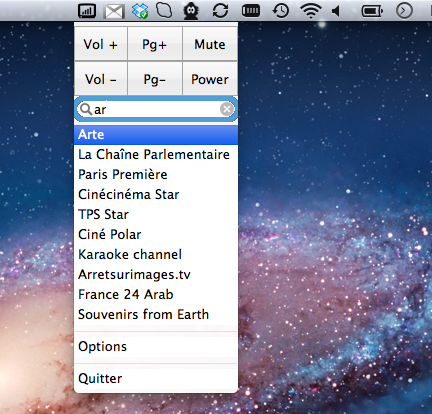 Vol + Pg+ Mute
Vol − Pg− Power
ar
Arte
La Chaîne Parlementaire
Paris Première
Cinécinéma Star
TPS Star
Ciné Polar
Karaoke channel
Arretsurimages.tv
France 24 Arab
Souvenirs from Earth
Options
Quitter